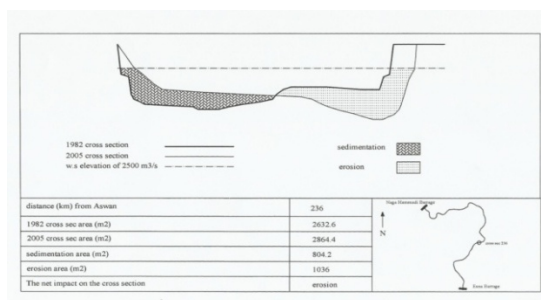 1982 cross section
2005 cross section
w.s elevation of 2500 m3/s
sedimentation
erosion
distance (km) from Aswan 236
1982 cross sec area (m2) 2632.6
2005 cross sec area (m2) 2864.4
sedimentation area (m2) 804.2
erosion area (m2) 1036
The net impact on the cross section erosion
Naga Hammadi Barrage
N
Esna Barrage